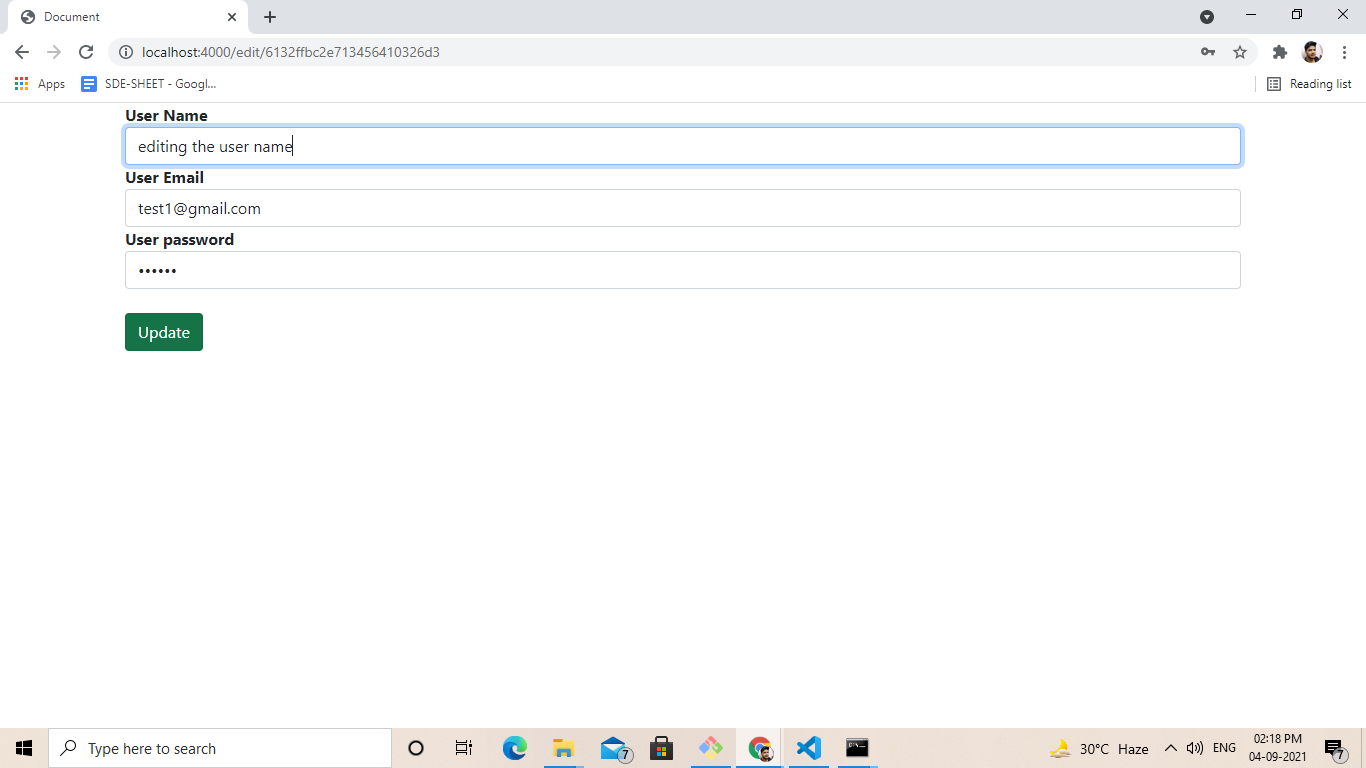 Document
localhost:4000/edit/6132ffbc2e713456410326d3
Apps SDE-SHEET - Googl... Reading list
User Name
editing the user name
User Email
test1@gmail.com
User password
••••••
Update
Type here to search 7 30°C Haze ENG 02:18 PM 04-09-2021 7